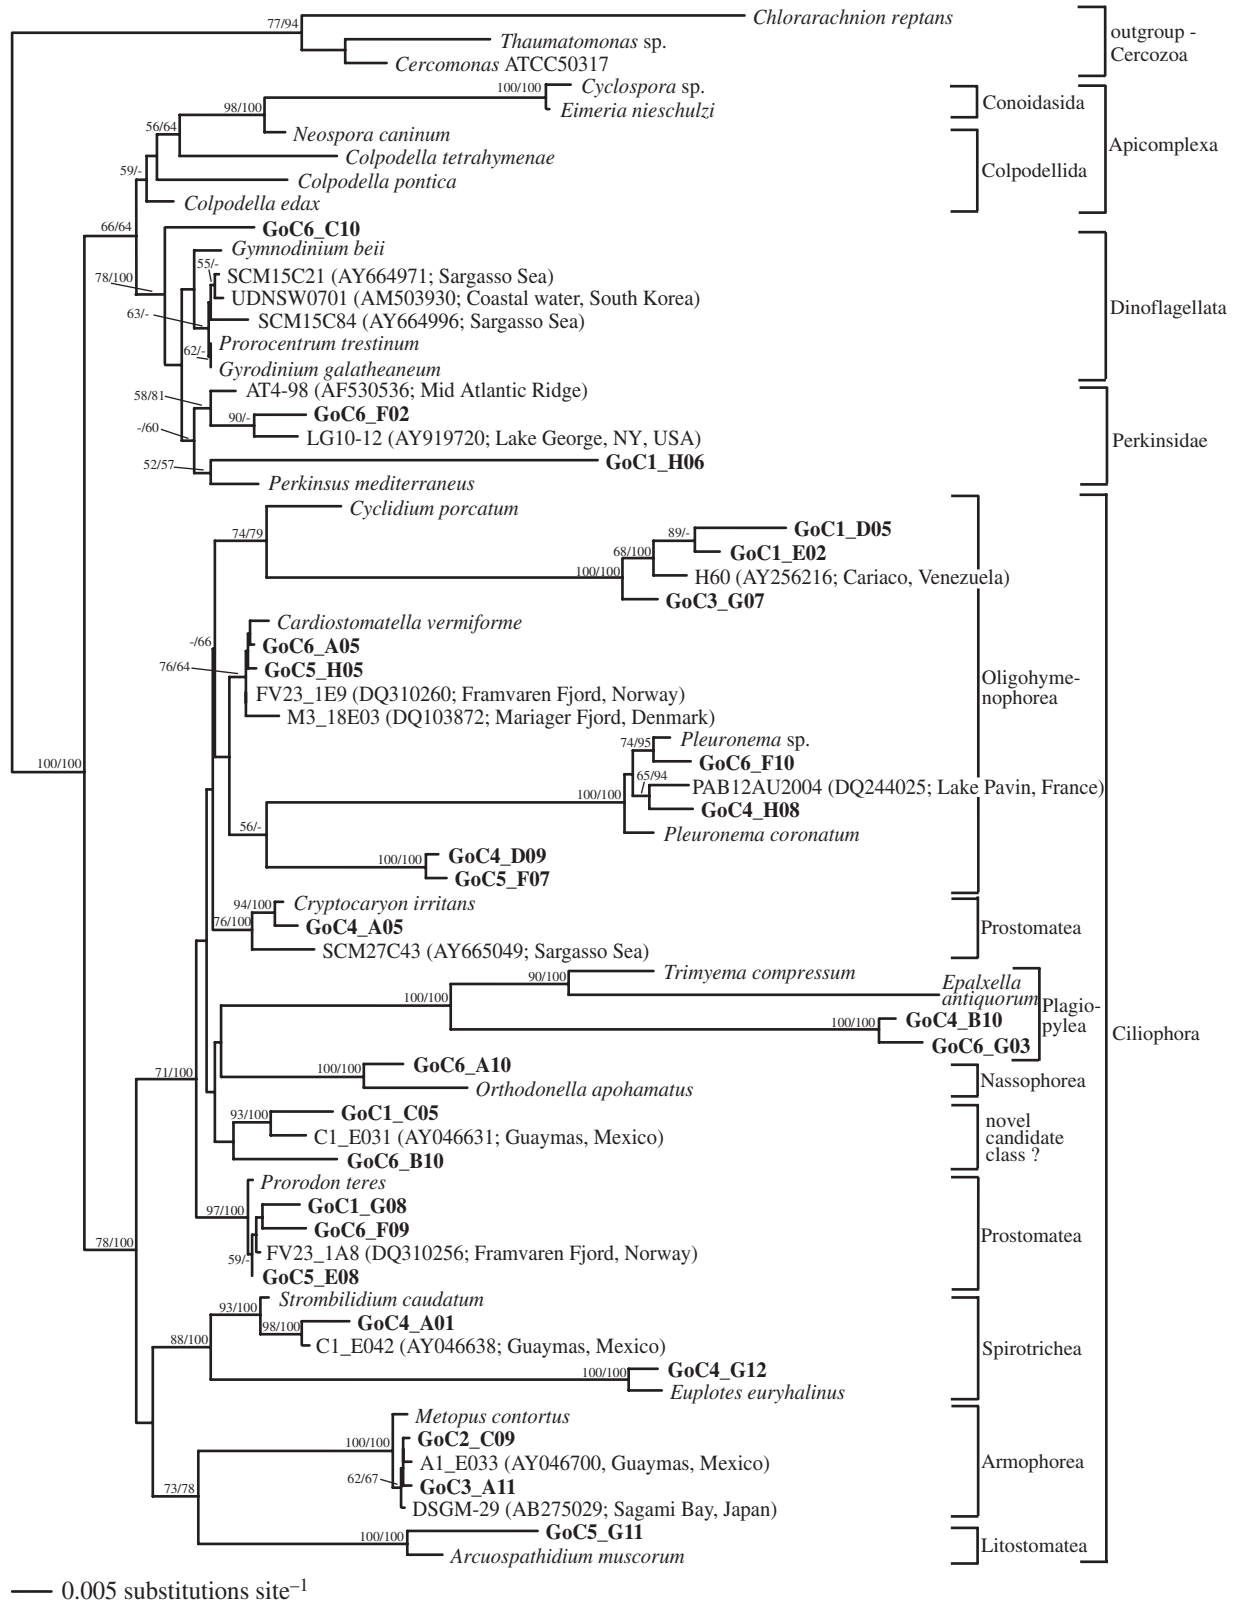 77/94
Chlorarachnion reptans
Thaumatomonas sp.
Cercomonas ATCC50317
outgroup -
Cercozoa
100/100
Cyclospora sp.
Eimeria nieschulzi
Conoidasida
98/100
56/64
Neospora caninum
Colpodella tetrahymenae
Apicomplexa
59/-
Colpodella pontica
Colpodellida
Colpodella edax
66/64
GoC6_C10
Gymnodinium beii
55/-
SCM15C21 (AY664971; Sargasso Sea)
78/100
UDNSW0701 (AM503930; Coastal water, South Korea)
Dinoflagellata
63/-
SCM15C84 (AY664996; Sargasso Sea)
Prorocentrum trestinum
62/-
Gyrodinium galatheaneum
58/81
AT4-98 (AF530536; Mid Atlantic Ridge)
90/-
GoC6_F02
-/60
LG10-12 (AY919720; Lake George, NY, USA)
Perkinsidae
52/57
GoC1_H06
Perkinsus mediterraneus
Cyclidium porcatum
74/79
89/-
GoC1_D05
68/100
GoC1_E02
100/100
H60 (AY256216; Cariaco, Venezuela)
GoC3_G07
Cardiostomatella vermiforme
-/66
GoC6_A05
76/64
GoC5_H05
Oligohyme-
nophorea
FV23_1E9 (DQ310260; Framvaren Fjord, Norway)
M3_18E03 (DQ103872; Mariager Fjord, Denmark)
74/95
Pleuronema sp.
GoC6_F10
100/100
65/94
PAB12AU2004 (DQ244025; Lake Pavin, France)
100/100
GoC4_H08
56/-
Pleuronema coronatum
100/100
GoC4_D09
GoC5_F07
94/100
Cryptocaryon irritans
76/100
GoC4_A05
Prostomatea
SCM27C43 (AY665049; Sargasso Sea)
90/100
Trimyema compressum
100/100
Epalxella
antiquorum
Plagio-
pylea
100/100
GoC4_B10
GoC6_G03
Ciliophora
71/100
100/100
GoC6_A10
Orthodonella apohamatus
Nassophorea
93/100
GoC1_C05
C1_E031 (AY046631; Guaymas, Mexico)
GoC6_B10
novel
candidate
class ?
Prorodon teres
97/100
GoC1_G08
GoC6_F09
Prostomatea
78/100
59/-
FV23_1A8 (DQ310256; Framvaren Fjord, Norway)
GoC5_E08
93/100
Strombilidium caudatum
98/100
GoC4_A01
88/100
C1_E042 (AY046638; Guaymas, Mexico)
Spirotrichea
100/100
GoC4_G12
Euplotes euryhalinus
Metopus contortus
100/100
GoC2_C09
A1_E033 (AY046700, Guaymas, Mexico)
Armophorea
62/67
GoC3_A11
73/78
DSGM-29 (AB275029; Sagami Bay, Japan)
100/100
GoC5_G11
Litostomatea
Arcuospathidium muscorum
0.005 substitutions site⁻¹